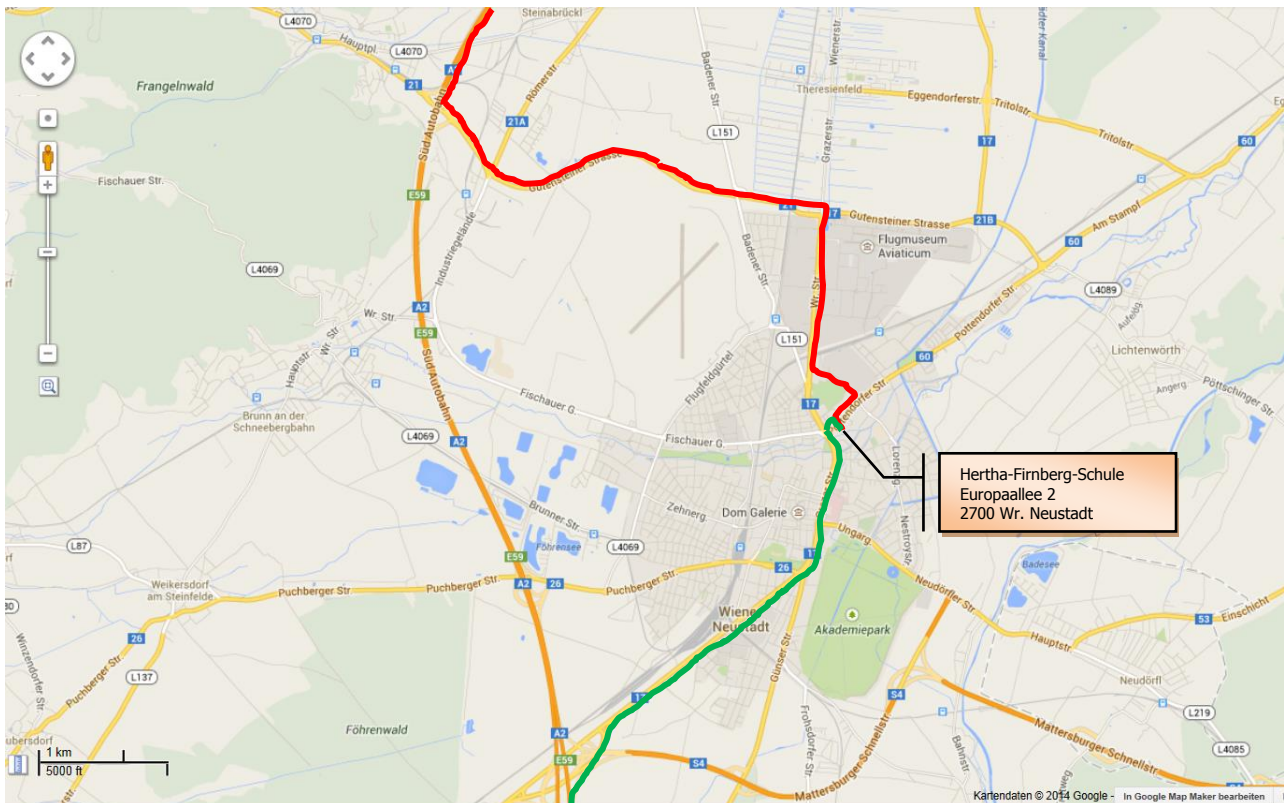 L4070
Steinabrückl
Hauptpl.
L4070
21
Frangelnwald
Süd Autobahn
21A
Römerstr
Badener Str.
L151
Wienerstr
Theresienfeld
Grazerstr
Eggendorferstr.
Tritolstr
17
Tritolstr
60
Fischauer Str.
E59
Gutensteiner Strasse
17
Gutensteiner Strasse
21B
Am Stampf
60
Flugmuseum
Aviaticum
Industriegelände
Badener Str.
L4069
Wr. Str.
L4089
Aufeldg.
A2
E59
Wr. Str.
Wr. Str
Hauptstr.
L151
Pottendorfer Str
60
Lichtenwörth
Angerg.
Pöttschinger Str.
Süd Autobahn
Flugfeldgürtel
Fischauer G.
17
Brunn an der
Schneebergbahn
L4069
A2
Fischauer G.
Hertha-Firnberg-Schule
Europaallee 2
2700 Wr. Neustadt
Zehnerg.
Dom Galerie
Brunner Str.
Föhrensee
L4069
Ungarg.
Nestroystr
L87
E59
Badesee
Weikersdorf
am Steinfelde
Puchberger Str
A2
26
Puchberger Str
26
Neudörfler Str
Wiener
Neustadt
Akademiepark
53
Einschicht
26
Hauptstr.
Winzendorfer Str.
L137
Puchberger Str
Günser Str.
Neudörfl
S4
Föhrenwald
A2
Frohsdorfer Str
L219
Mattersburger Schnellstr
L4085
1 km
5000 ft
E59
S4
Bahnstr
Mattersburger Schnellstr.
Kartendaten © 2014 Google -
In Google Map Maker bearbeiten